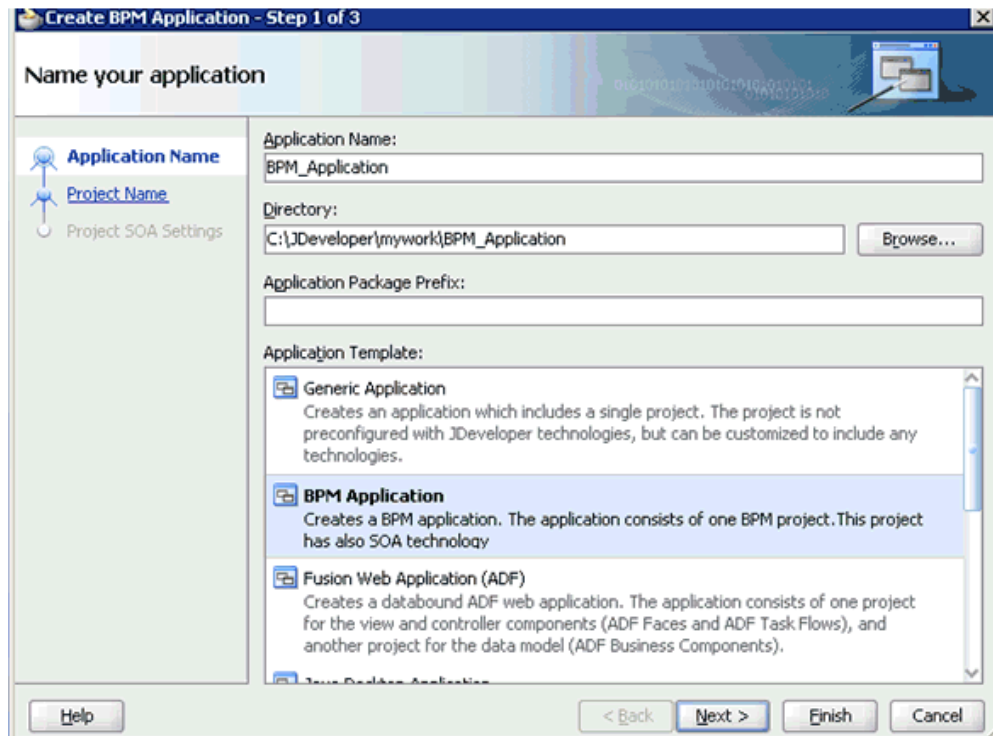 Create BPM Application - Step 1 of 3
Name your application
Application Name
Project Name
Project SOA Settings
Application Name:
BPM_Application
Directory:
C:\JDeveloper\mywork\BPM_Application
Browse...
Application Package Prefix:
Application Template:
Generic Application
Creates an application which includes a single project. The project is not
preconfigured with JDeveloper technologies, but can be customized to include any
technologies.
BPM Application
Creates a BPM application. The application consists of one BPM project.This project
has also SOA technology
Fusion Web Application (ADF)
Creates a databound ADF web application. The application consists of one project
for the view and controller components (ADF Faces and ADF Task Flows), and
another project for the data model (ADF Business Components).
Java Desktop Application
Help
< Back
Next >
Finish
Cancel